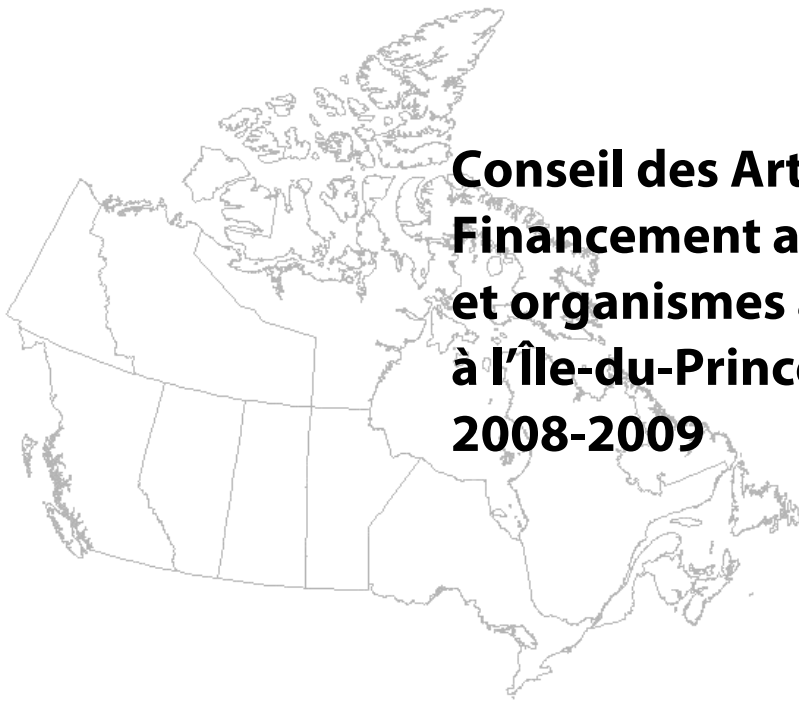 Conseil des Art
Financement a
et organismes a
à l'Île-du-Prince
2008-2009